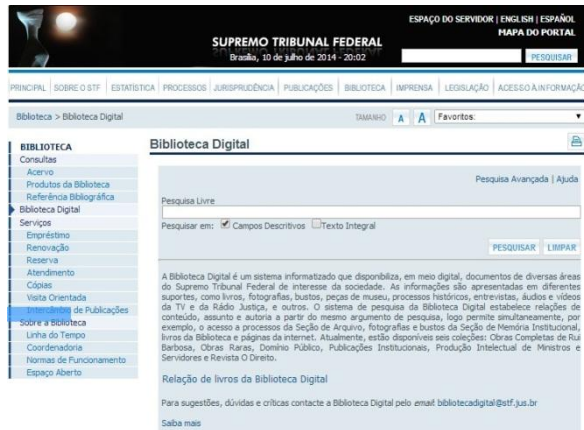 ESPAÇO DO SERVIDOR | ENGLISH | ESPAÑOL
MAPA DO PORTAL
SUPREMO TRIBUNAL FEDERAL
Brasília, 10 de julho de 2014 - 20:02
PESQUISAR
PRINCIPAL SOBRE O STF ESTATÍSTICA PROCESSOS JURISPRUDÊNCIA PUBLICAÇÕES BIBLIOTECA IMPRENSA LEGISLAÇÃO ACESSO À INFORMAÇÃO
Biblioteca > Biblioteca Digital
TAMANHO A A Favoritos:
BIBLIOTECA
Consultas
Acervo
Produtos da Biblioteca
Referência Bibliográfica
Biblioteca Digital
Serviços
Empréstimo
Renovação
Reserva
Atendimento
Cópias
Visita Orientada
Intercâmbio de Publicações
Sobre a Biblioteca
Linha do Tempo
Coordenadoria
Normas de Funcionamento
Espaço Aberto
Biblioteca Digital
Pesquisa Avançada | Ajuda
Pesquisa Livre
Pesquisar em: Campos Descritivos Texto Integral
PESQUISAR LIMPAR
A Biblioteca Digital é um sistema informatizado que disponibiliza, em meio digital, documentos de diversas áreas
do Supremo Tribunal Federal de interesse da sociedade. As informações são apresentadas em diferentes
suportes, como livros, fotografias, bustos, peças de museu, processos históricos, entrevistas, áudios e vídeos
da TV e da Rádio Justiça, e outros. O sistema de pesquisa da Biblioteca Digital estabelece relações de
conteúdo, assunto e autoria a partir do mesmo argumento de pesquisa, logo permite simultaneamente, por
exemplo, o acesso a processos da Seção de Arquivo, fotografias e bustos da Seção de Memória Institucional,
livros da Biblioteca e páginas da internet. Atualmente, estão disponíveis seis coleções: Obras Completas de Rui
Barbosa, Obras Raras, Domínio Público, Publicações Institucionais, Produção Intelectual de Ministros e
Servidores e Revista O Direito.
Relação de livros da Biblioteca Digital
Para sugestões, dúvidas e críticas contacte a Biblioteca Digital pelo email bibliotecadigital@stf.jus.br
Saiba mais